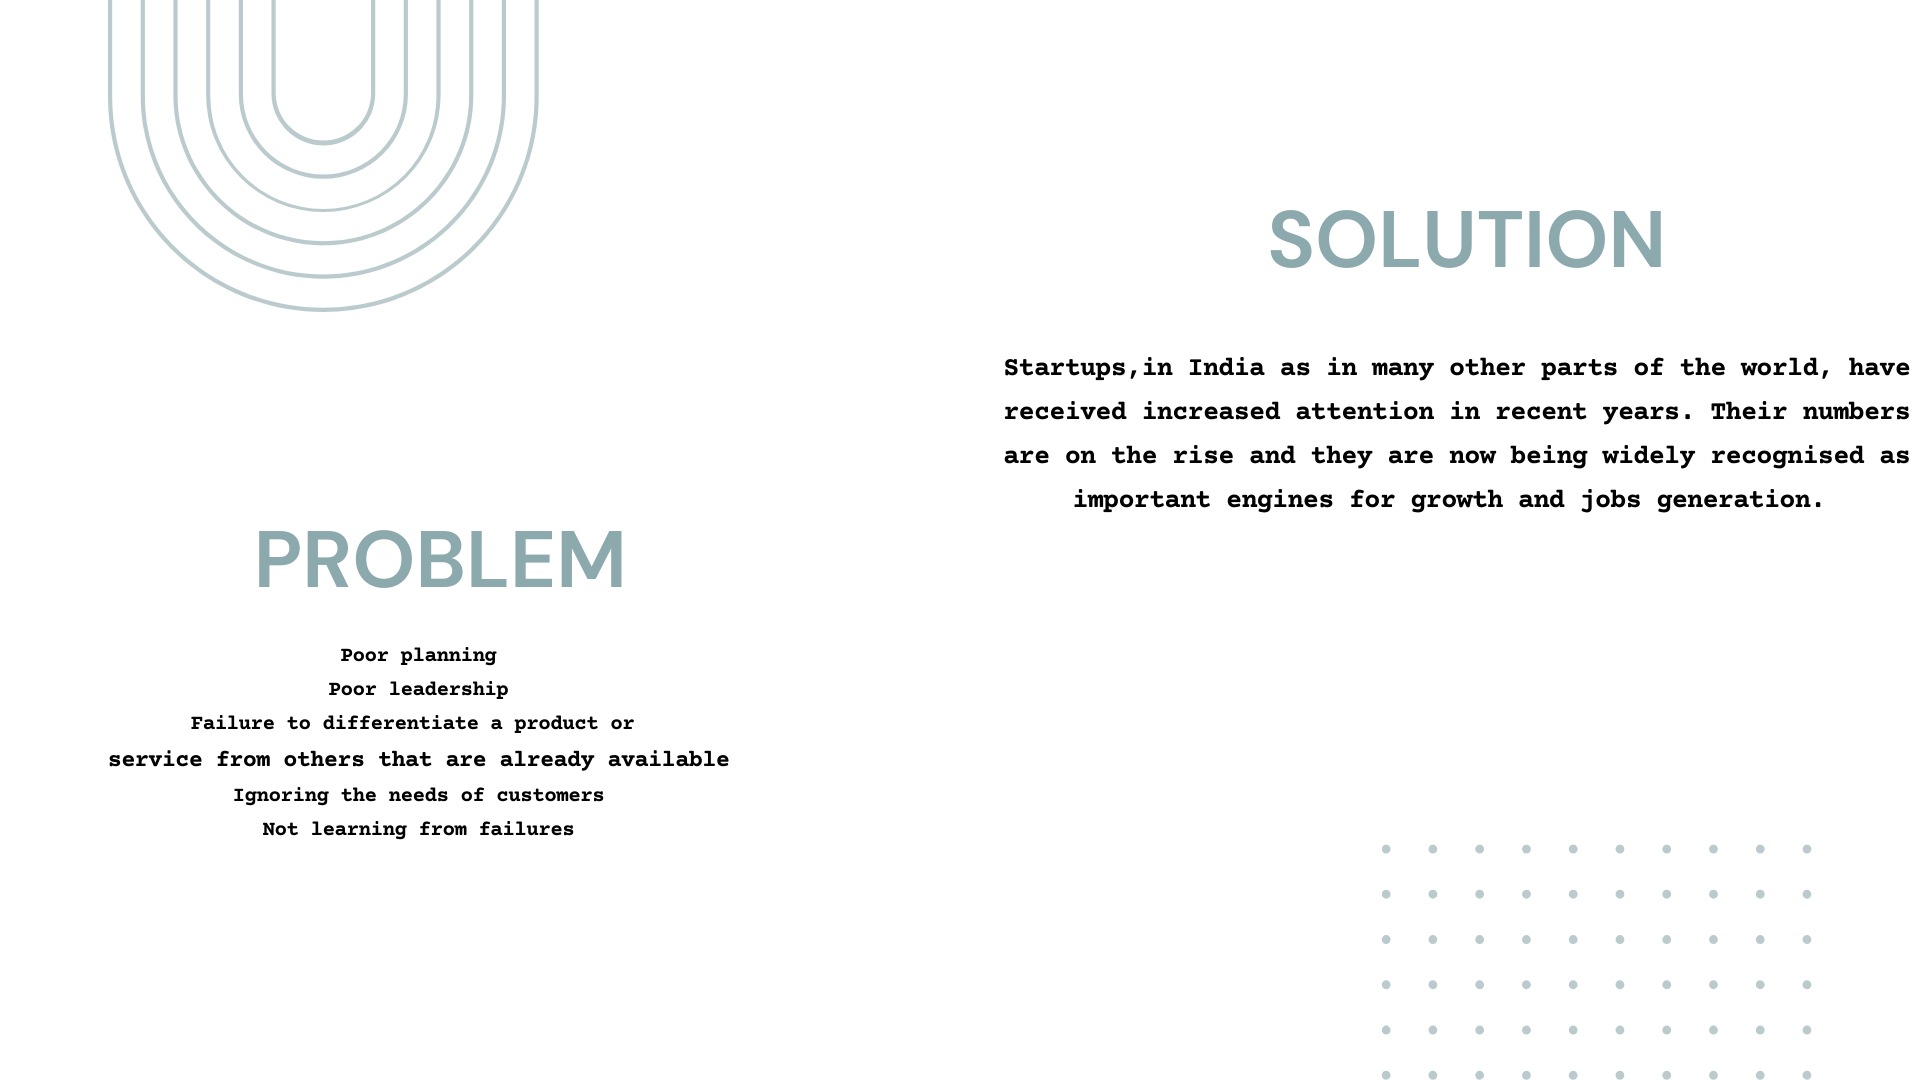 PROBLEM
Poor planning
Poor leadership
Failure to differentiate a product or
service from others that are already available
Ignoring the needs of customers
Not learning from failures
SOLUTION
Startups,in India as in many other parts of the world, have
received increased attention in recent years. Their numbers
are on the rise and they are now being widely recognised as
important engines for growth and jobs generation.